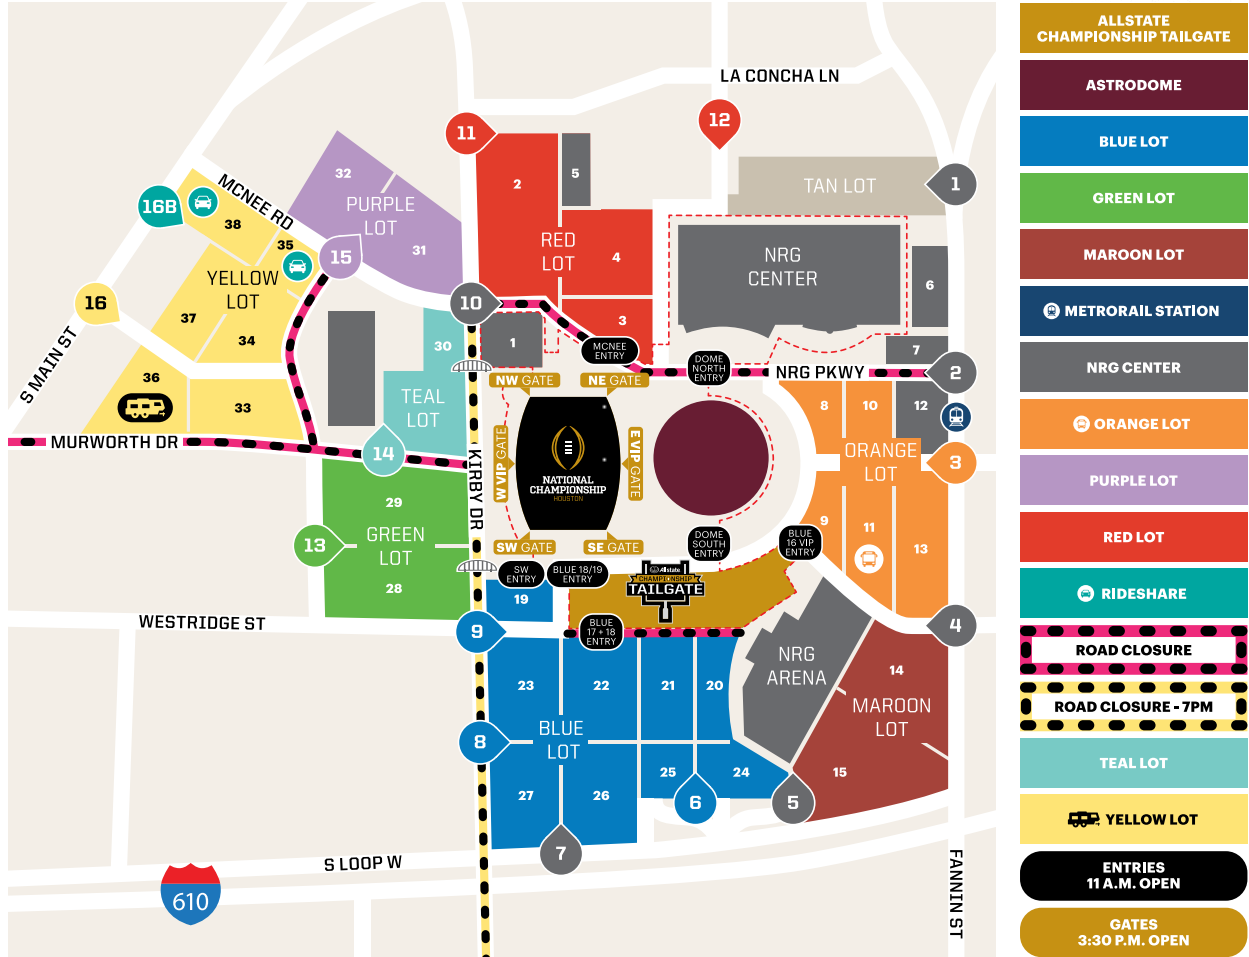 LA CONCHA LN
12
11
5
32
2
TAN LOT
1
MCNEE RD
16B
38
PURPLE
LOT
35
31
RED
LOT
4
NRG
CENTER
15
YELLOW
LOT
6
16
37
10
3
34
30
1
MCNEE
ENTRY
7
S MAIN ST
DOME
NORTH
ENTRY
NRG PKWY
2
36
33
NW GATE
NE GATE
TEAL
LOT
8
10
12
MURWORTH DR
14
KIRBY DR
W VIP GATE
E VIP GATE
NATIONAL
CHAMPIONSHIP
HOUSTON
ORANGE
LOT
3
29
GREEN
LOT
13
28
9
11
13
SW GATE
SE GATE
DOME
SOUTH
ENTRY
BLUE
16 VIP
ENTRY
SW
ENTRY
BLUE 18/19
ENTRY
Allstate
CHAMPIONSHIP
TAILGATE
19
WESTRIDGE ST
9
BLUE
17 + 18
ENTRY
4
NRG
ARENA
14
23
22
21
20
MAROON
LOT
BLUE
LOT
8
15
25
24
27
26
6
5
7
S LOOP W
610
FANNIN ST
ALLSTATE
CHAMPIONSHIP TAILGATE
ASTRODOME
BLUE LOT
GREEN LOT
MAROON LOT
METRORAIL STATION
NRG CENTER
ORANGE LOT
PURPLE LOT
RED LOT
RIDESHARE
ROAD CLOSURE
ROAD CLOSURE - 7PM
TEAL LOT
YELLOW LOT
ENTRIES
11 A.M. OPEN
GATES
3:30 P.M. OPEN